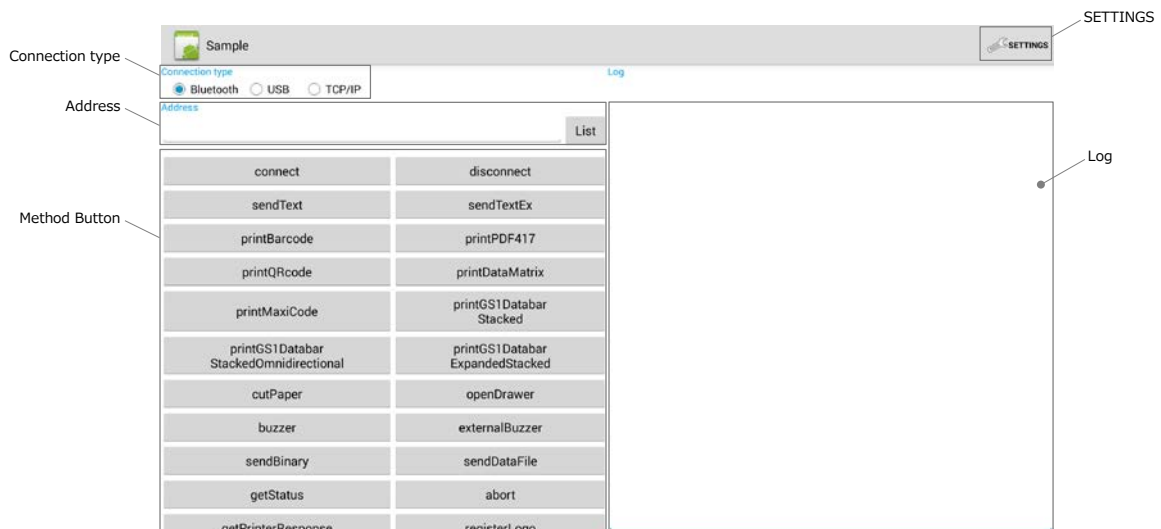 SETTINGS
Sample
SETTINGS
Connection type
Connection type
Log
Bluetooth USB TCP/IP
Address
Address
List
connect disconnect
Log
sendText sendTextEx
Method Button
printBarcode printPDF417
printQRcode printDataMatrix
printMaxiCode
printGS1Databar
Stacked
printGS1Databar
StackedOmnidirectional
printGS1Databar
ExpandedStacked
cutPaper openDrawer
buzzer externalBuzzer
sendBinary sendDataFile
getStatus abort
getPrinterResponse registerLogo